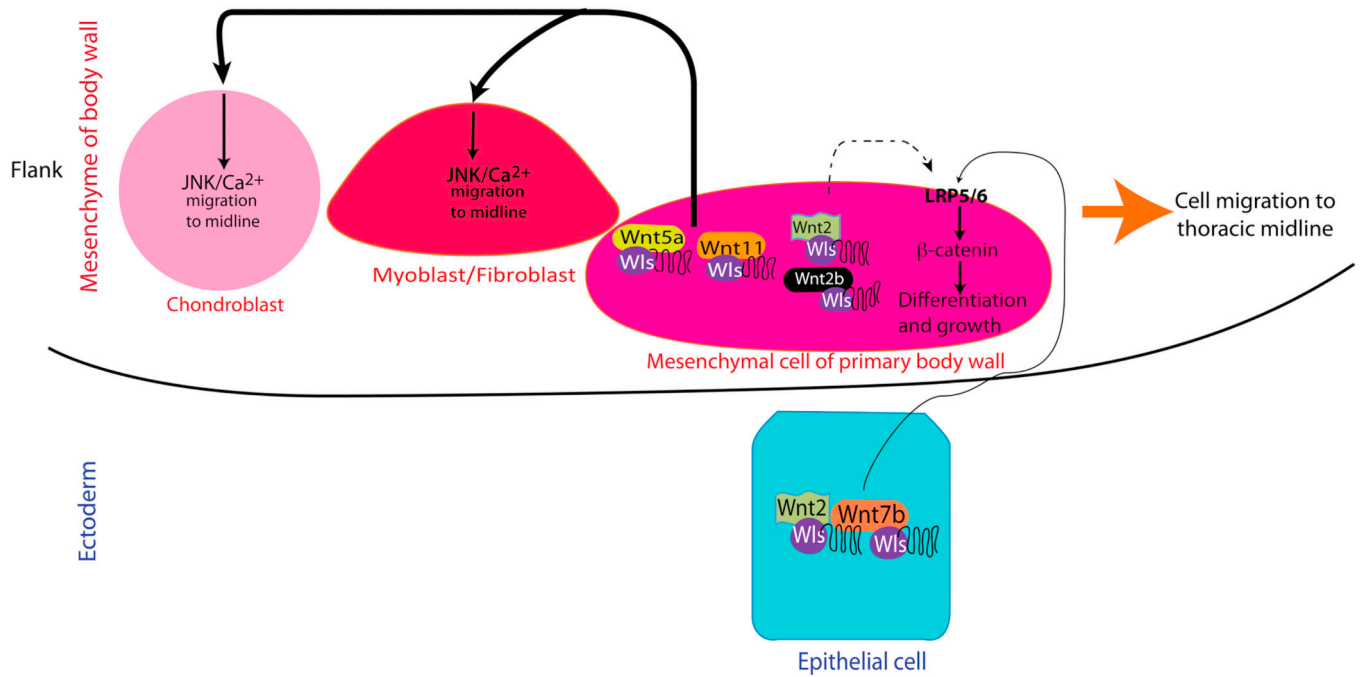 Mesenchyme of body wall
Flank
JNK/Ca2+
migration
to midline
Chondroblast
JNK/Ca2+
migration
to midline
Myoblast/Fibroblast
Wnt5a
Wls
Wnt11
Wls
Wnt2
Wls
Wnt2b
Wls
LRP5/6
β-catenin
Differentiation
and growth
Mesenchymal cell of primary body wall
Cell migration to
thoracic midline
Ectoderm
Wnt2
Wls
Wnt7b
Wls
Epithelial cell